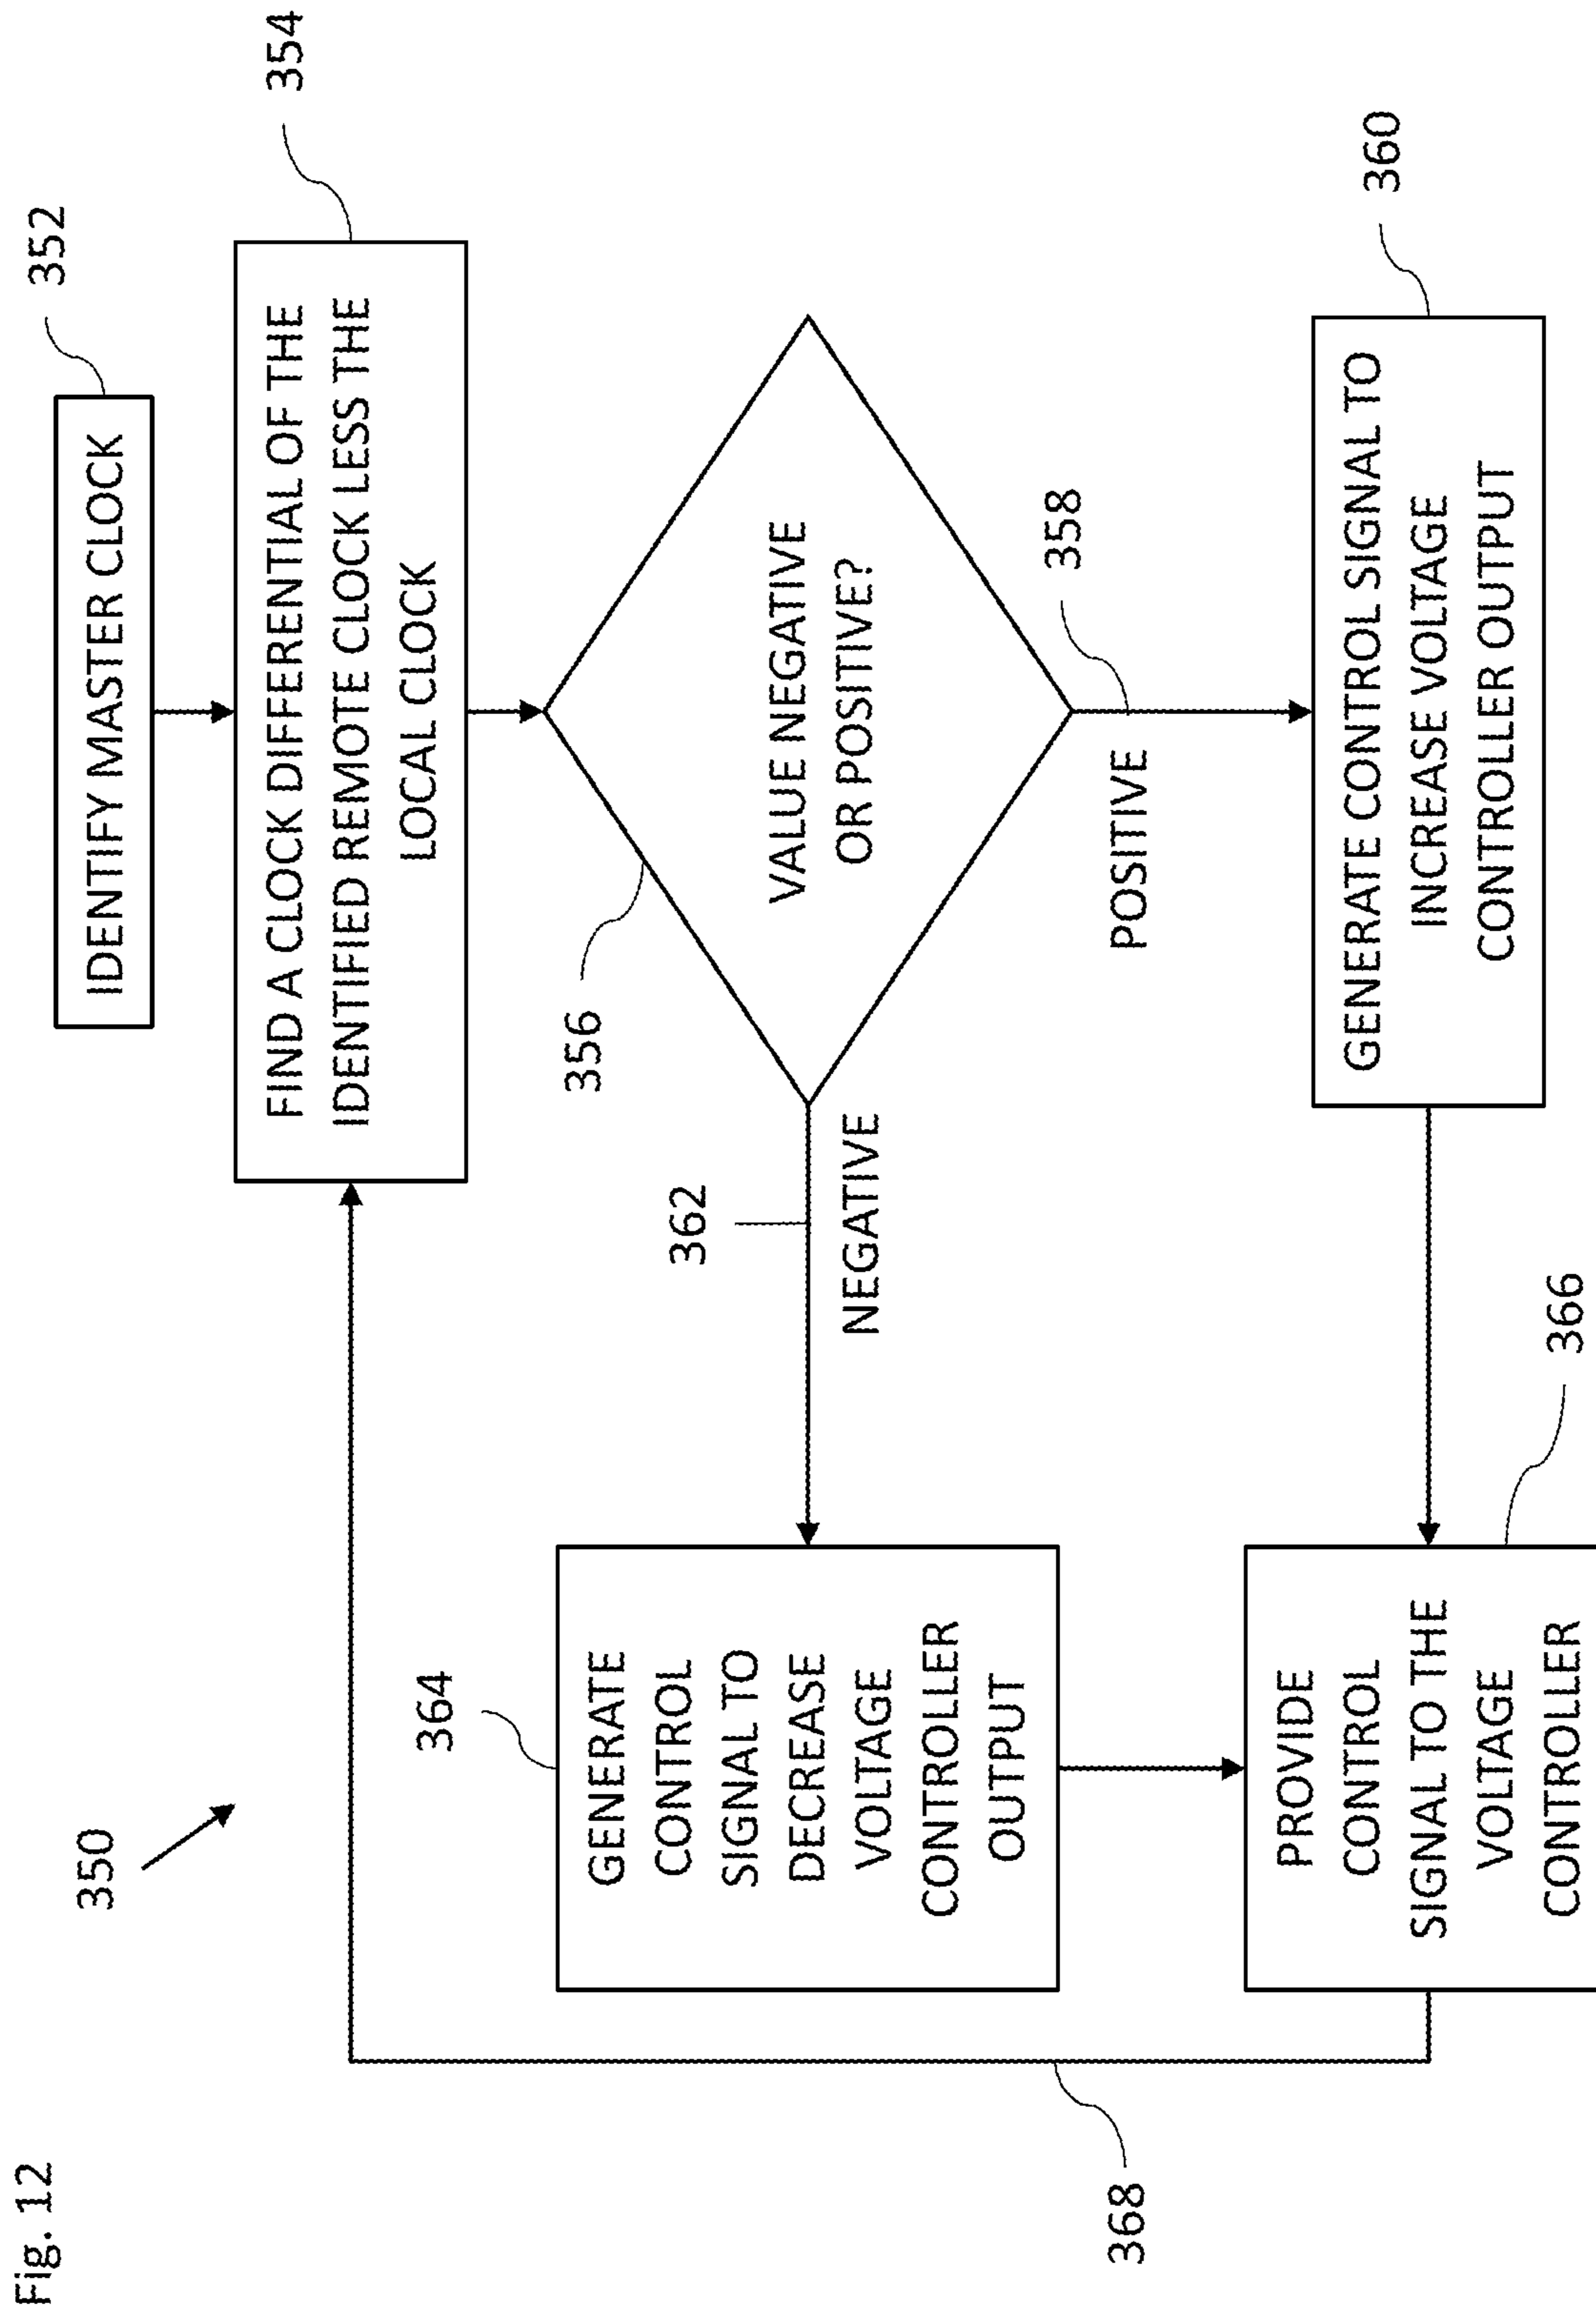 Fig. 12
350
352
IDENTIFY MASTER CLOCK
354
FIND A CLOCK DIFFERENTIAL OF THE
IDENTIFIED REMOTE CLOCK LESS THE
LOCAL CLOCK
356
VALUE NEGATIVE
OR POSITIVE?
362
NEGATIVE
358
POSITIVE
364
GENERATE
CONTROL
SIGNAL TO
DECREASE
VOLTAGE
CONTROLLER
OUTPUT
360
GENERATE CONTROL SIGNAL TO
INCREASE VOLTAGE
CONTROLLER OUTPUT
366
PROVIDE
CONTROL
SIGNAL TO THE
VOLTAGE
CONTROLLER
368